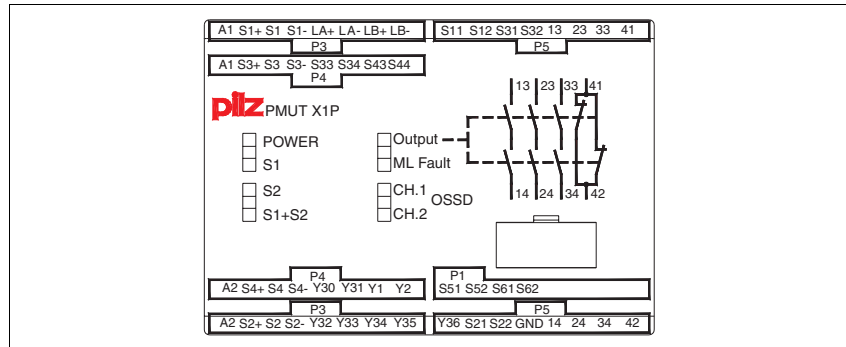 A1 S1+ S1 S1- LA+ LA- LB+ LB-
P3
S11 S12 S31 S32 13 23 33 41
P5
A1 S3+ S3 S3- S33 S34 S43 S44
P4
pilz PMUT X1P
13 23 33 41
POWER
S1
S2
S1+S2
Output
ML Fault
CH.1
CH.2
OSSD
14 24 34 42
P4
A2 S4+ S4 S4- Y30 Y31 Y1 Y2
P1
S51 S52 S61 S62
P3
A2 S2+ S2 S2- Y32 Y33 Y34 Y35
P5
Y36 S21 S22 GND 14 24 34 42